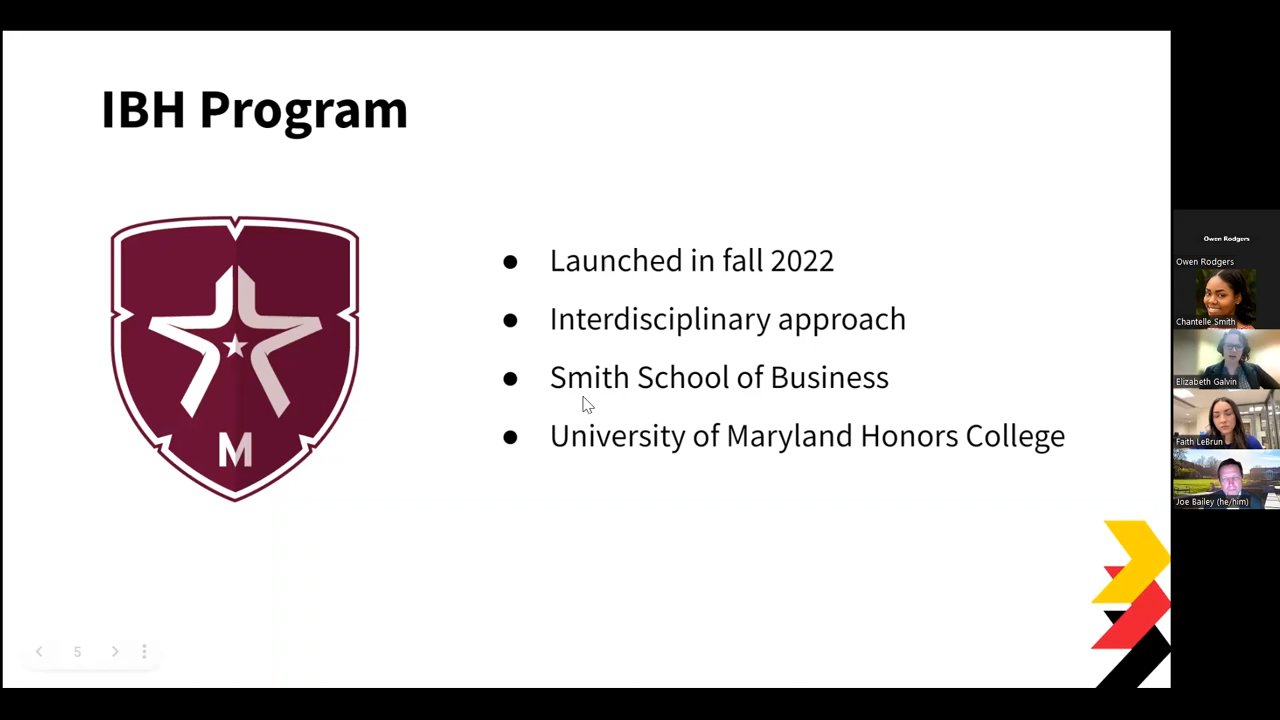 IBH Program
M
● Launched in fall 2022
● Interdisciplinary approach
● Smith School of Business
● University of Maryland Honors College
5
Owen Rodgers
Owen Rodgers
Chantelle Smith
Elizabeth Galvin
Faith LeBrun
Joe Bailey (he/him)